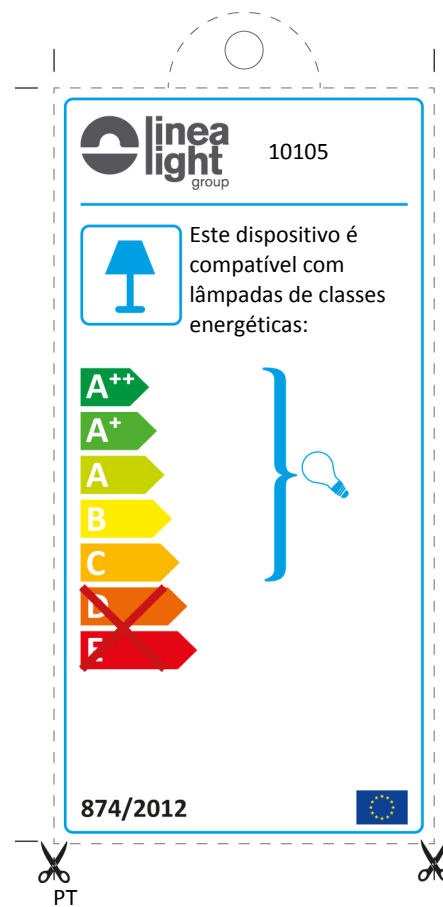 linea
light
group
10105
Este dispositivo é
compatível com
lâmpadas de classes
energéticas:
A++
A+
A
B
C
D
E
874/2012
PT